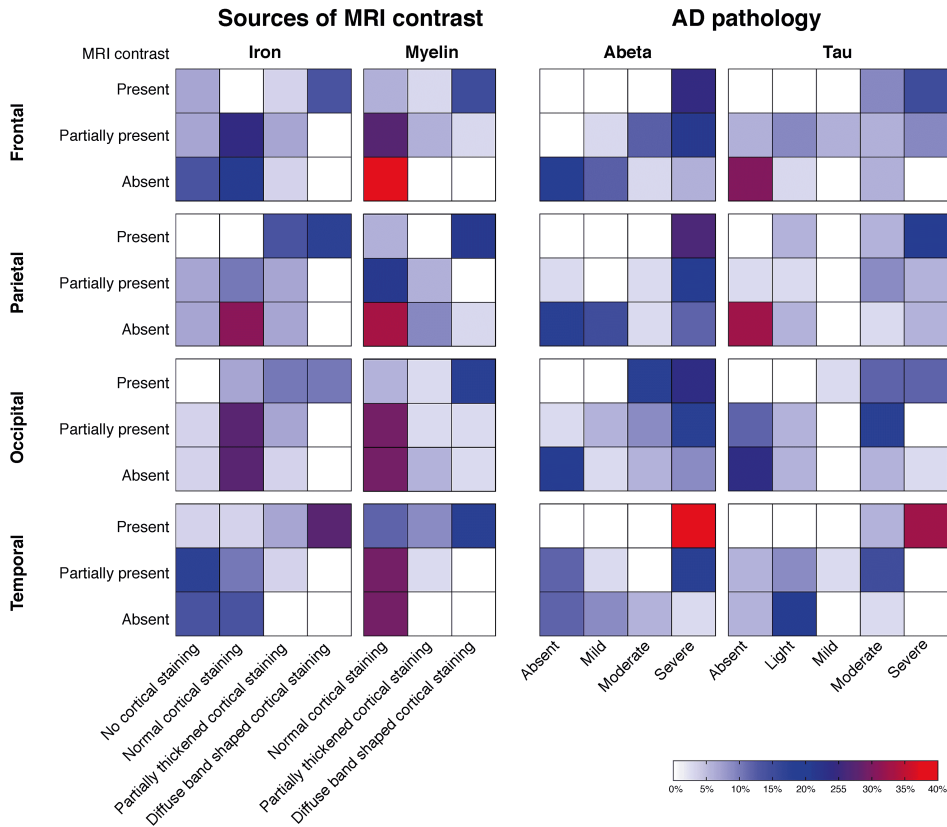 Sources of MRI contrast
AD pathology
MRI contrast
Iron
Myelin
Abeta
Tau
Frontal
Present
Partially present
Absent
Parietal
Present
Partially present
Absent
Occipital
Present
Partially present
Absent
Temporal
Present
Partially present
Absent
No cortical staining
Normal cortical staining
Partially thickened cortical staining
Diffuse band shaped cortical staining
Normal cortical staining
Partially thickened cortical staining
Diffuse band shaped cortical staining
Absent
Mild
Moderate
Severe
Absent
Light
Mild
Moderate
Severe
0% 5% 10% 15% 20% 255 30% 35% 40%